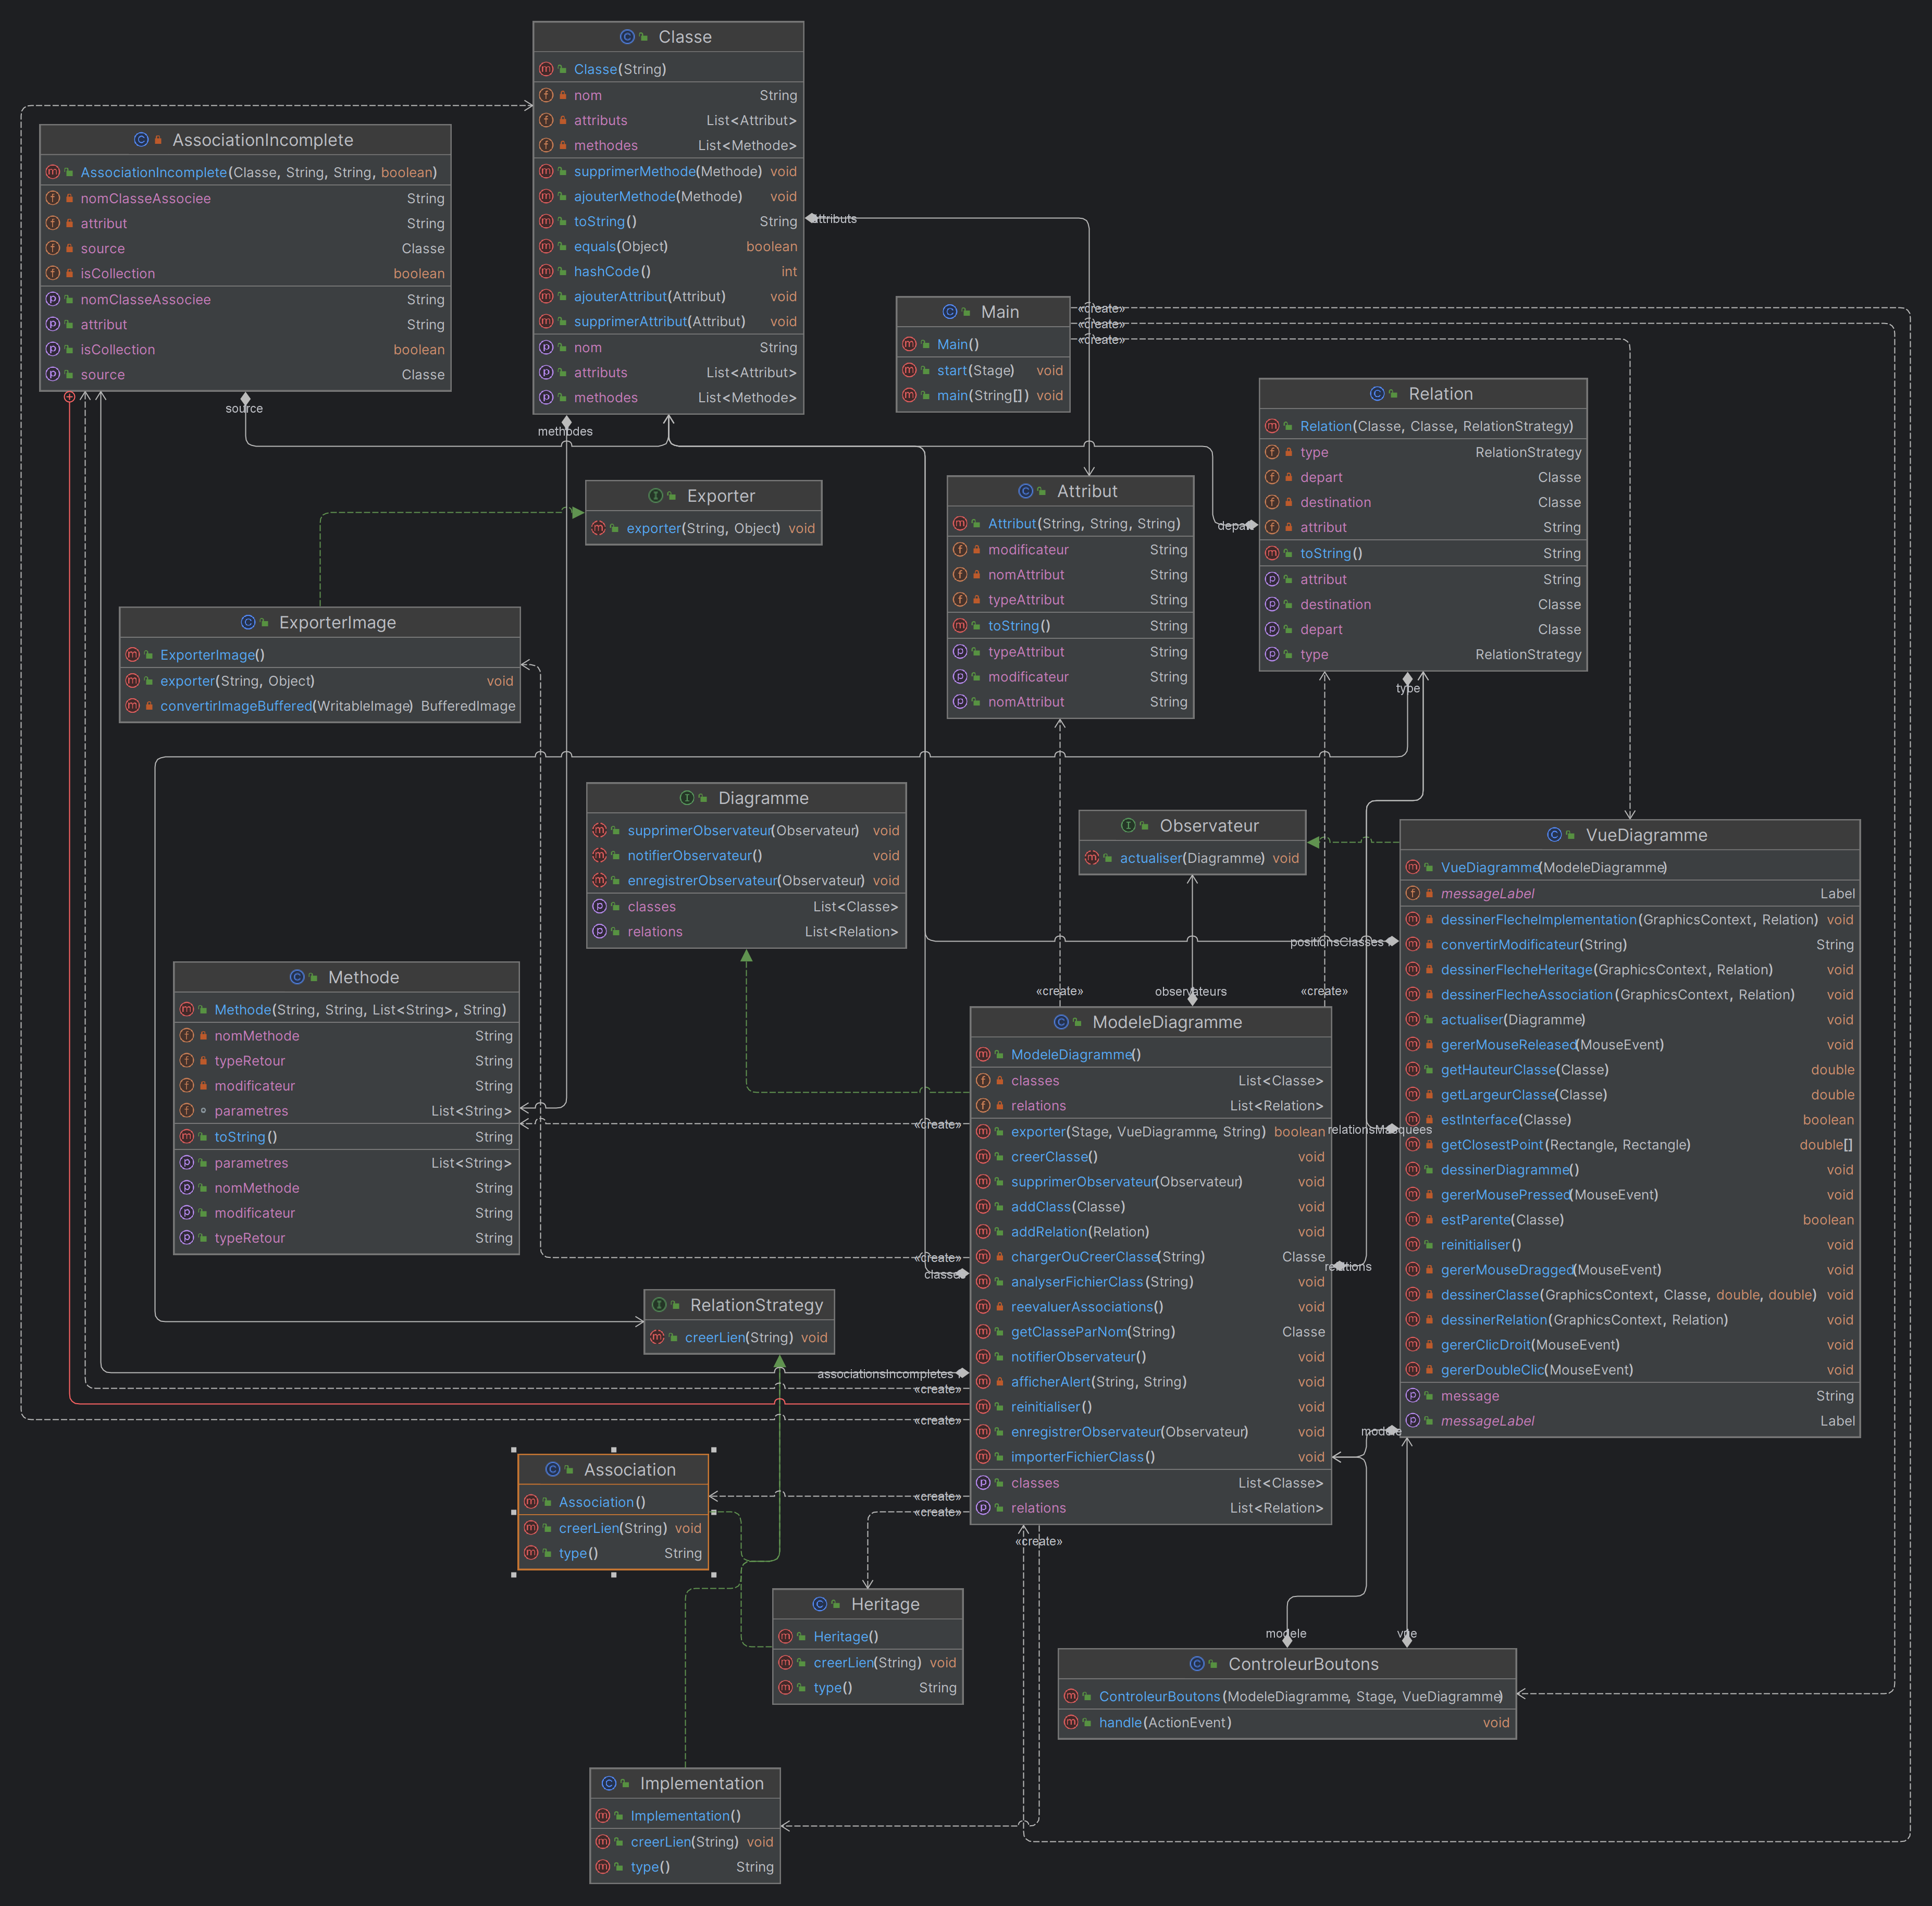 Classe
Classe(String)
nom String
attributs List<Attribut>
methodes List<Methode>
supprimerMethode(Methode) void
ajouterMethode(Methode) void
toString() String
equals(Object) boolean
hashCode() int
ajouterAttribut(Attribut) void
supprimerAttribut(Attribut) void
nom String
attributs List<Attribut>
methodes List<Methode>
AssociationIncomplete
AssociationIncomplete(Classe, String, String, boolean)
nomClasseAssociee String
attribut String
source Classe
isCollection boolean
nomClasseAssociee String
attribut String
isCollection boolean
source Classe
attributs
source
methodes
Main
Main()
start(Stage) void
main(String[]) void
«create»
«create»
«create»
Relation
Relation(Classe, Classe, RelationStrategy)
type RelationStrategy
depart Classe
destination Classe
attribut String
toString() String
attribut String
destination Classe
depart Classe
type RelationStrategy
depart
type
Exporter
exporter(String, Object) void
Attribut
Attribut(String, String, String)
modificateur String
nomAttribut String
typeAttribut String
toString() String
typeAttribut String
modificateur String
nomAttribut String
ExporterImage
ExporterImage()
exporter(String, Object) void
convertirImageBuffered(WritableImage) BufferedImage
Diagramme
supprimerObservateur(Observateur) void
notifierObservateur() void
enregistrerObservateur(Observateur) void
classes List<Classe>
relations List<Relation>
Observateur
actualiser(Diagramme) void
VueDiagramme
VueDiagramme(ModeleDiagramme)
messageLabel Label
dessinerFlecheImplementation(GraphicsContext, Relation) void
convertirModificateur(String) String
dessinerFlecheHeritage(GraphicsContext, Relation) void
dessinerFlecheAssociation(GraphicsContext, Relation) void
actualiser(Diagramme) void
gererMouseReleased(MouseEvent) void
getHauteurClasse(Classe) double
getLargeurClasse(Classe) double
estInterface(Classe) boolean
getClosestPoint(Rectangle, Rectangle) double[]
dessinerDiagramme() void
gererMousePressed(MouseEvent) void
estParente(Classe) boolean
reinitialiser() void
gererMouseDragged(MouseEvent) void
dessinerClasse(GraphicsContext, Classe, double, double) void
dessinerRelation(GraphicsContext, Relation) void
gererClicDroit(MouseEvent) void
gererDoubleClic(MouseEvent) void
message String
messageLabel Label
positionsClasses
relationsMasquees
modele
Methode
Methode(String, String, List<String>, String)
nomMethode String
typeRetour String
modificateur String
parametres List<String>
toString() String
parametres List<String>
nomMethode String
modificateur String
typeRetour String
«create»
observateurs
«create»
ModeleDiagramme
ModeleDiagramme()
classes List<Classe>
relations List<Relation>
exporter(Stage, VueDiagramme, String) boolean
creerClasse() void
supprimerObservateur(Observateur) void
addClass(Classe) void
addRelation(Relation) void
chargerOuCreerClasse(String) Classe
analyserFichierClass(String) void
reevaluerAssociations() void
getClasseParNom(String) Classe
notifierObservateur() void
afficherAlert(String, String) void
reinitialiser() void
enregistrerObservateur(Observateur) void
importerFichierClass() void
classes List<Classe>
relations List<Relation>
«create»
«create»
classes
relations
RelationStrategy
creerLien(String) void
associationsIncompletes
«create»
«create»
«create»
«create»
«create»
Association
Association()
creerLien(String) void
type() String
Heritage
Heritage()
creerLien(String) void
type() String
modele
vue
ControleurBoutons
ControleurBoutons(ModeleDiagramme, Stage, VueDiagramme)
handle(ActionEvent) void
Implementation
Implementation()
creerLien(String) void
type() String